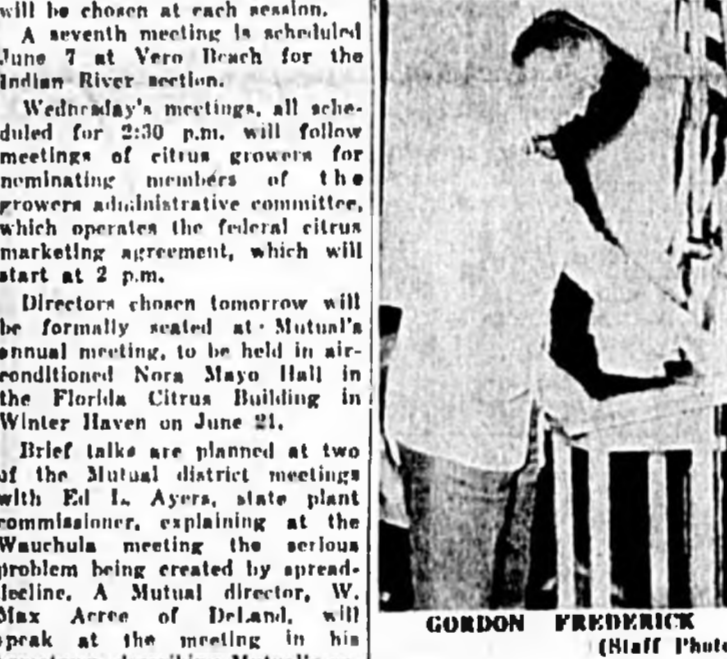 will be chosen at each session.
A seventh meeting is scheduled
June 7 at Vero Beach for the
Indian River section.
Wednesday's meetings, all sche-
duled for 2:30 p.m. will follow
meetings of citrus growers for
nominating members of the
growers administrative committee,
which operates the federal citrus
marketing agreement, which will
start at 2 p.m.
Directors chosen tomorrow will
be formally seated at Mutual's
annual meeting, to be held in air-
conditioned Nora Mayo Hall in
the Florida Citrus Building in
Winter Haven on June 21.
Brief talks are planned at two
of the Mutual district meetings
with Ed L. Ayers, state plant
commissioner, explaining at the
Wauchula meeting the serious
problem being created by spread-
decline. A Mutual director, W.
Max Acree of DeLand, will
speak at the meeting in his
GORDON FREDERICK
(Staff Photo